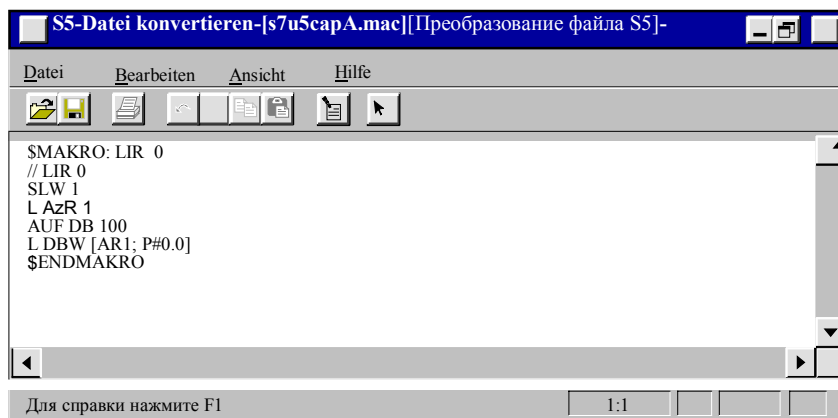 S5-Datei konvertieren-[s7u5capA.mac][Преобразование файла S5]-
Datei Bearbeiten Ansicht Hilfe
$MAKRO: LIR 0
// LIR 0
SLW 1
L AzR 1
AUF DB 100
L DBW [AR1; P#0.0]
$ENDMAKRO
Для справки нажмите F1 1:1